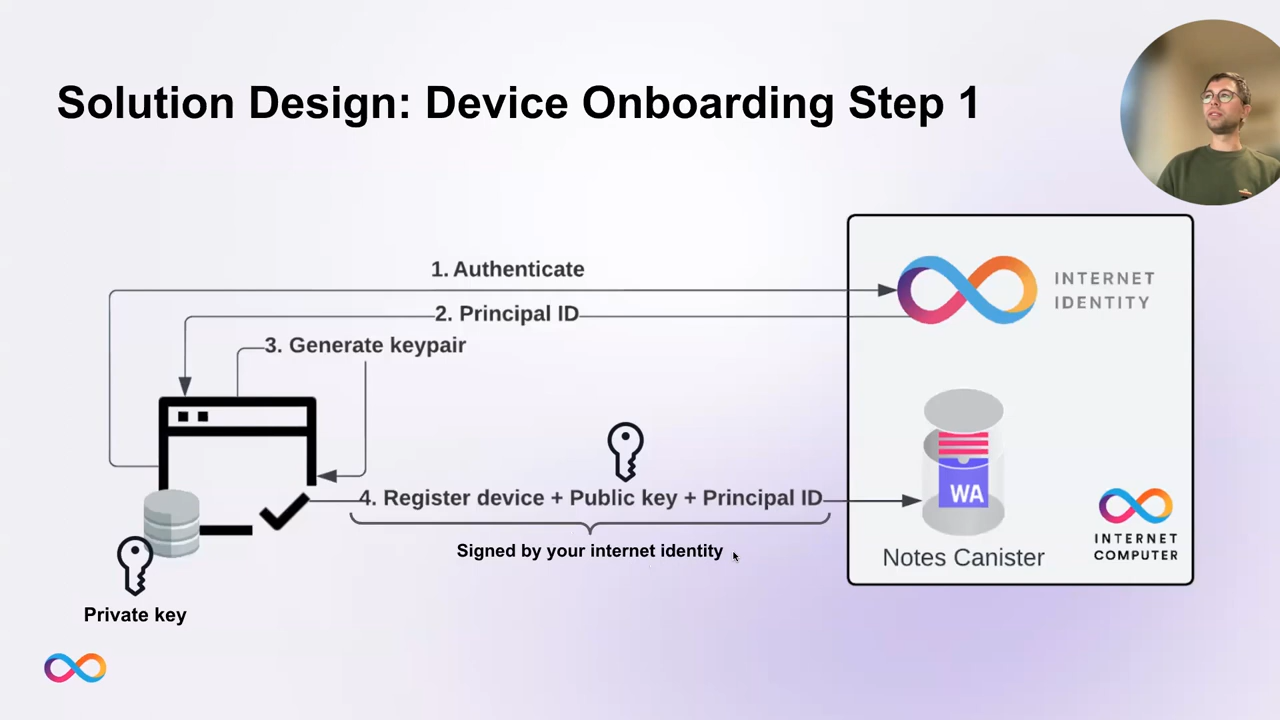 Solution Design: Device Onboarding Step 1
1. Authenticate
2. Principal ID
3. Generate keypair
INTERNET
IDENTITY
4. Register device + Public key + Principal ID
WA
Signed by your internet identity
Notes Canister
INTERNET
COMPUTER
Private key